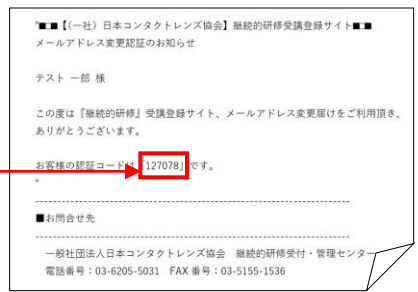 "■■【(一社）日本コンタクトレンズ協会】継続的研修受講登録サイト■■
メールアドレス変更認証のお知らせ
テスト 一郎 様
この度は『継続的研修』受講登録サイト、メールアドレス変更届けをご利用頂き、
ありがとうございます。
お客様の認証コードは「127078」です。
"
--------------------------------------------------------------------
■お問合せ先
--------------------------------------------------------------------
一般社団法人日本コンタクトレンズ協会 継続的研修受付・管理センター
電話番号：03-6205-5031 FAX 番号：03-5155-1536